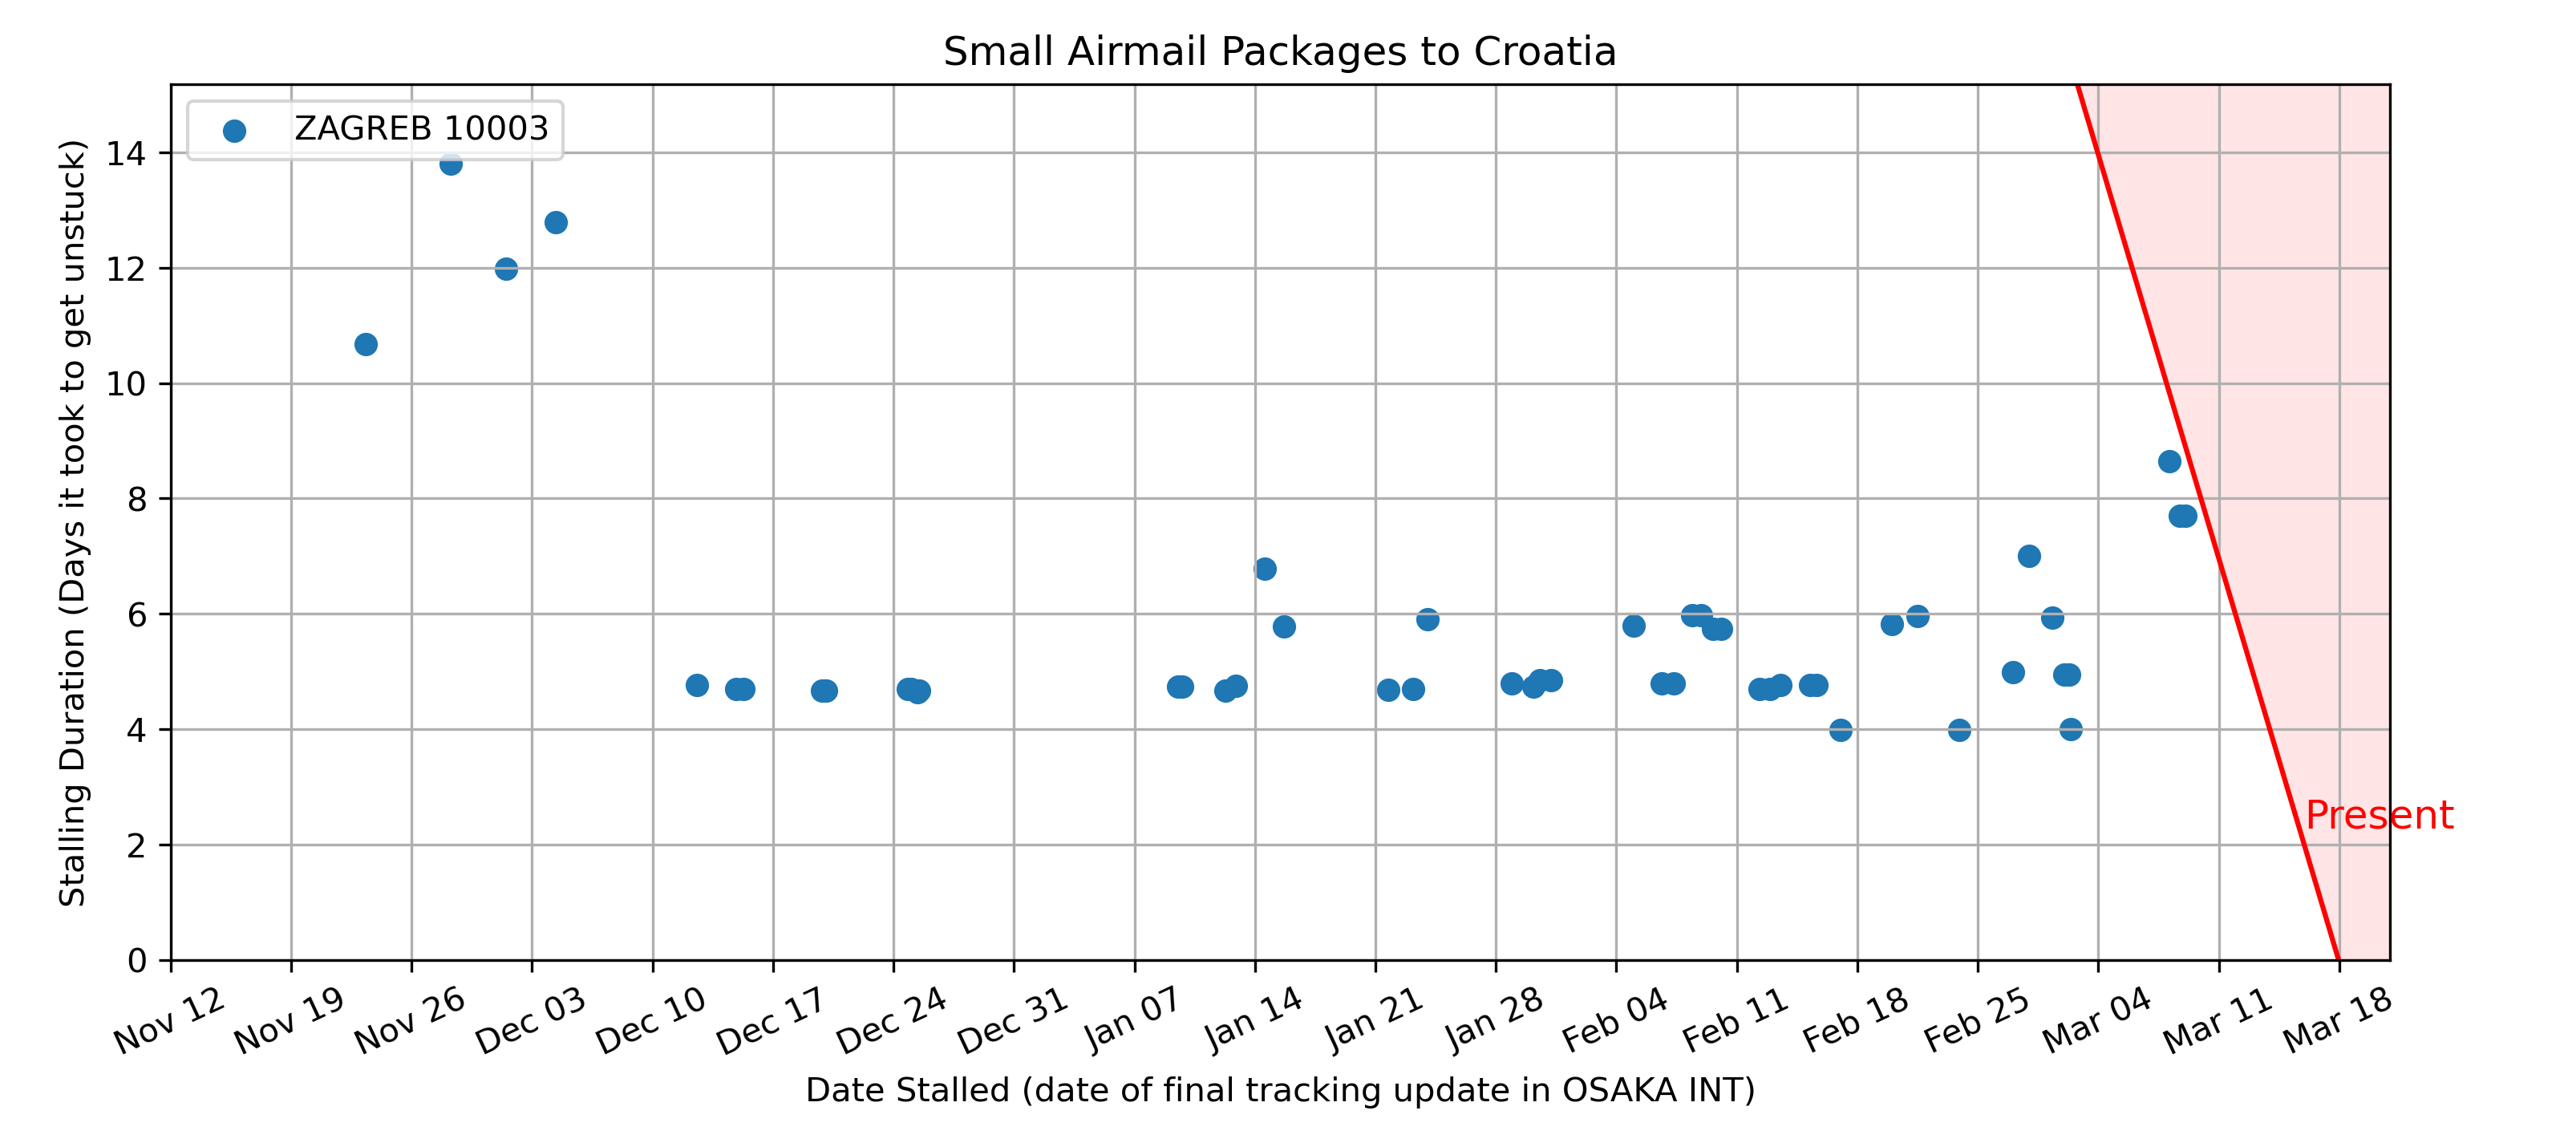 Small Airmail Packages to Croatia
ZAGREB 10003
Stalling Duration (Days it took to get unstuck)
14
12
10
8
6
4
2
0
Present
Nov 12
Nov 19
Nov 26
Dec 03
Dec 10
Dec 17
Dec 24
Dec 31
Jan 07
Jan 14
Jan 21
Jan 28
Feb 04
Feb 11
Feb 18
Feb 25
Mar 04
Mar 11
Mar 18
Date Stalled (date of final tracking update in OSAKA INT)